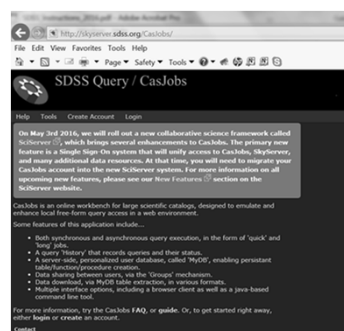 SDSS Instructions_2016.pdf - Adobe Acrobat Pro
http://skyserver.sdss.org/CasJobs/
File Edit View Favorites Tools Help
Page Safety Tools
SDSS Query / CasJobs
Help Tools Create Account Login
On May 3rd 2016, we will roll out a new collaborative science framework called
SciServer, which brings several enhancements to CasJobs. The primary new
feature is a Single Sign-On system that will unify access to CasJobs, SkyServer,
and many additional data resources. At that time, you will need to migrate your
CasJobs account into the new SciServer system. For more information on all
upcoming new features, please see our New Features section on the
SciServer website.
CasJobs is an online workbench for large scientific catalogs, designed to emulate and
enhance local free-form query access in a web environment.
Some features of this application include...
• Both synchronous and asynchronous query execution, in the form of 'quick' and
'long' jobs.
• A query 'History' that records queries and their status.
• A server-side, personalized user database, called 'MyDB', enabling persistant
table/function/procedure creation.
• Data sharing between users, via the 'Groups' mechanism.
• Data download, via MyDB table extraction, in various formats.
• Multiple interface options, including a browser client as well as a java-based
command line tool.
For more information, try the CasJobs FAQ, or guide. Or, to get started right away,
either login or create an account.
Contact